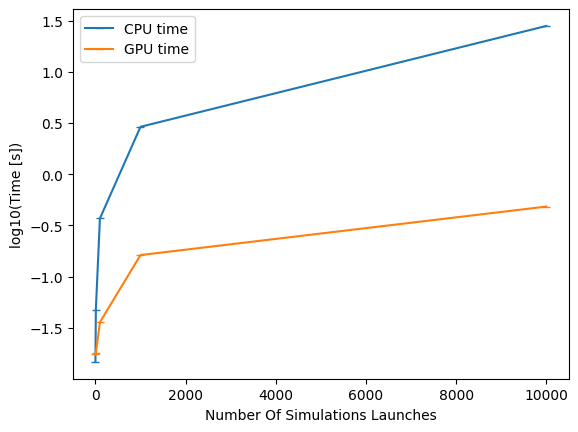 CPU time
GPU time
1.5
1.0
0.5
0.0
−0.5
−1.0
−1.5
log10(Time [s])
0 2000 4000 6000 8000 10000
Number Of Simulations Launches